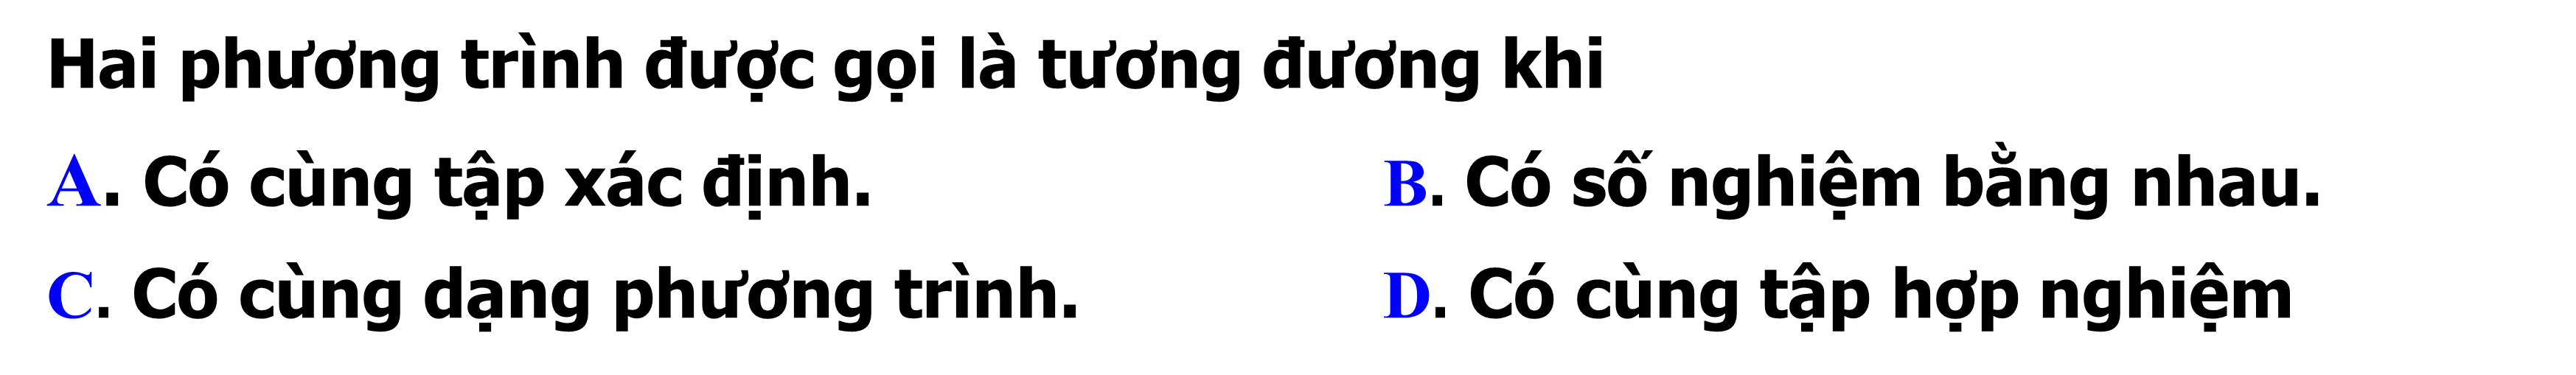 Hai phương trình được gọi là tương đương khi
A. Có cùng tập xác định. B. Có số nghiệm bằng nhau.
C. Có cùng dạng phương trình. D. Có cùng tập hợp nghiệm